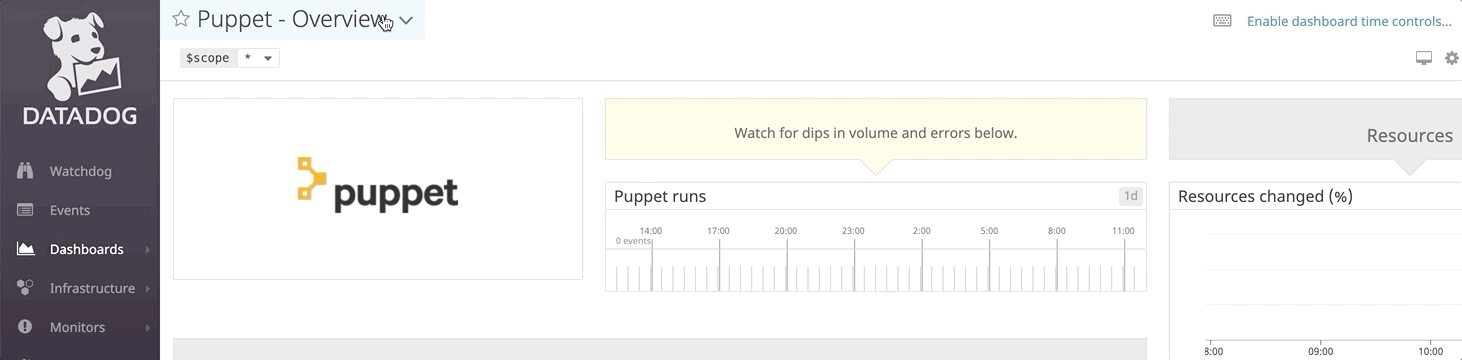 Puppet - Overview
Enable dashboard time controls...
$scope *
DATADOG
Watchdog
Events
Dashboards
Infrastructure
Monitors
puppet
Watch for dips in volume and errors below.
Puppet runs 1d
14:00 17:00 20:00 23:00 2:00 5:00 8:00 11:00
0 events
Resources
Resources changed (%)
8:00 09:00 10:00